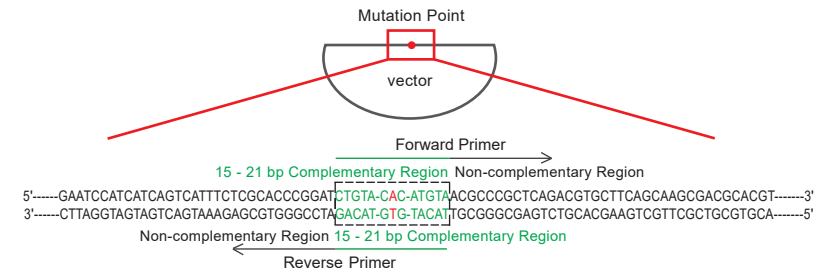 Mutation Point
vector
Forward Primer
15 - 21 bp Complementary Region Non-complementary Region
5'------GAATCCATCATCAGTCATTTCTCGCACCCGGATCTGTA-CAC-ATGTAACGCCCGCTCAGACGTGCTTCAGCAAGCGACGCACGT------3'
3'------CTTAGGTAGTAGTCAGTAAAGAGCGTGGGCCTAGACAT-GTG-TACATTGCGGGCGAGTCTGCACGAAGTCGTTCGCTGCGTGCA------5'
Non-complementary Region 15 - 21 bp Complementary Region
Reverse Primer